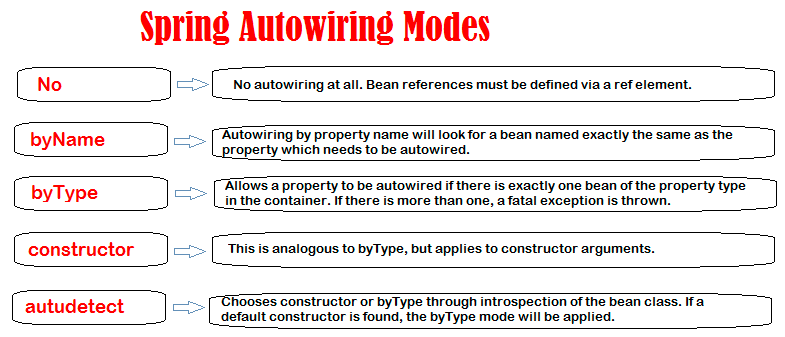 Spring Autowiring Modes
No
No autowiring at all. Bean references must be defined via a ref element.
byName
Autowiring by property name will look for a bean named exactly the same as the
property which needs to be autowired.
byType
Allows a property to be autowired if there is exactly one bean of the property type
in the container. If there is more than one, a fatal exception is thrown.
constructor
This is analogous to byType, but applies to constructor arguments.
autudetect
Chooses constructor or byType through introspection of the bean class. If a
default constructor is found, the byType mode will be applied.